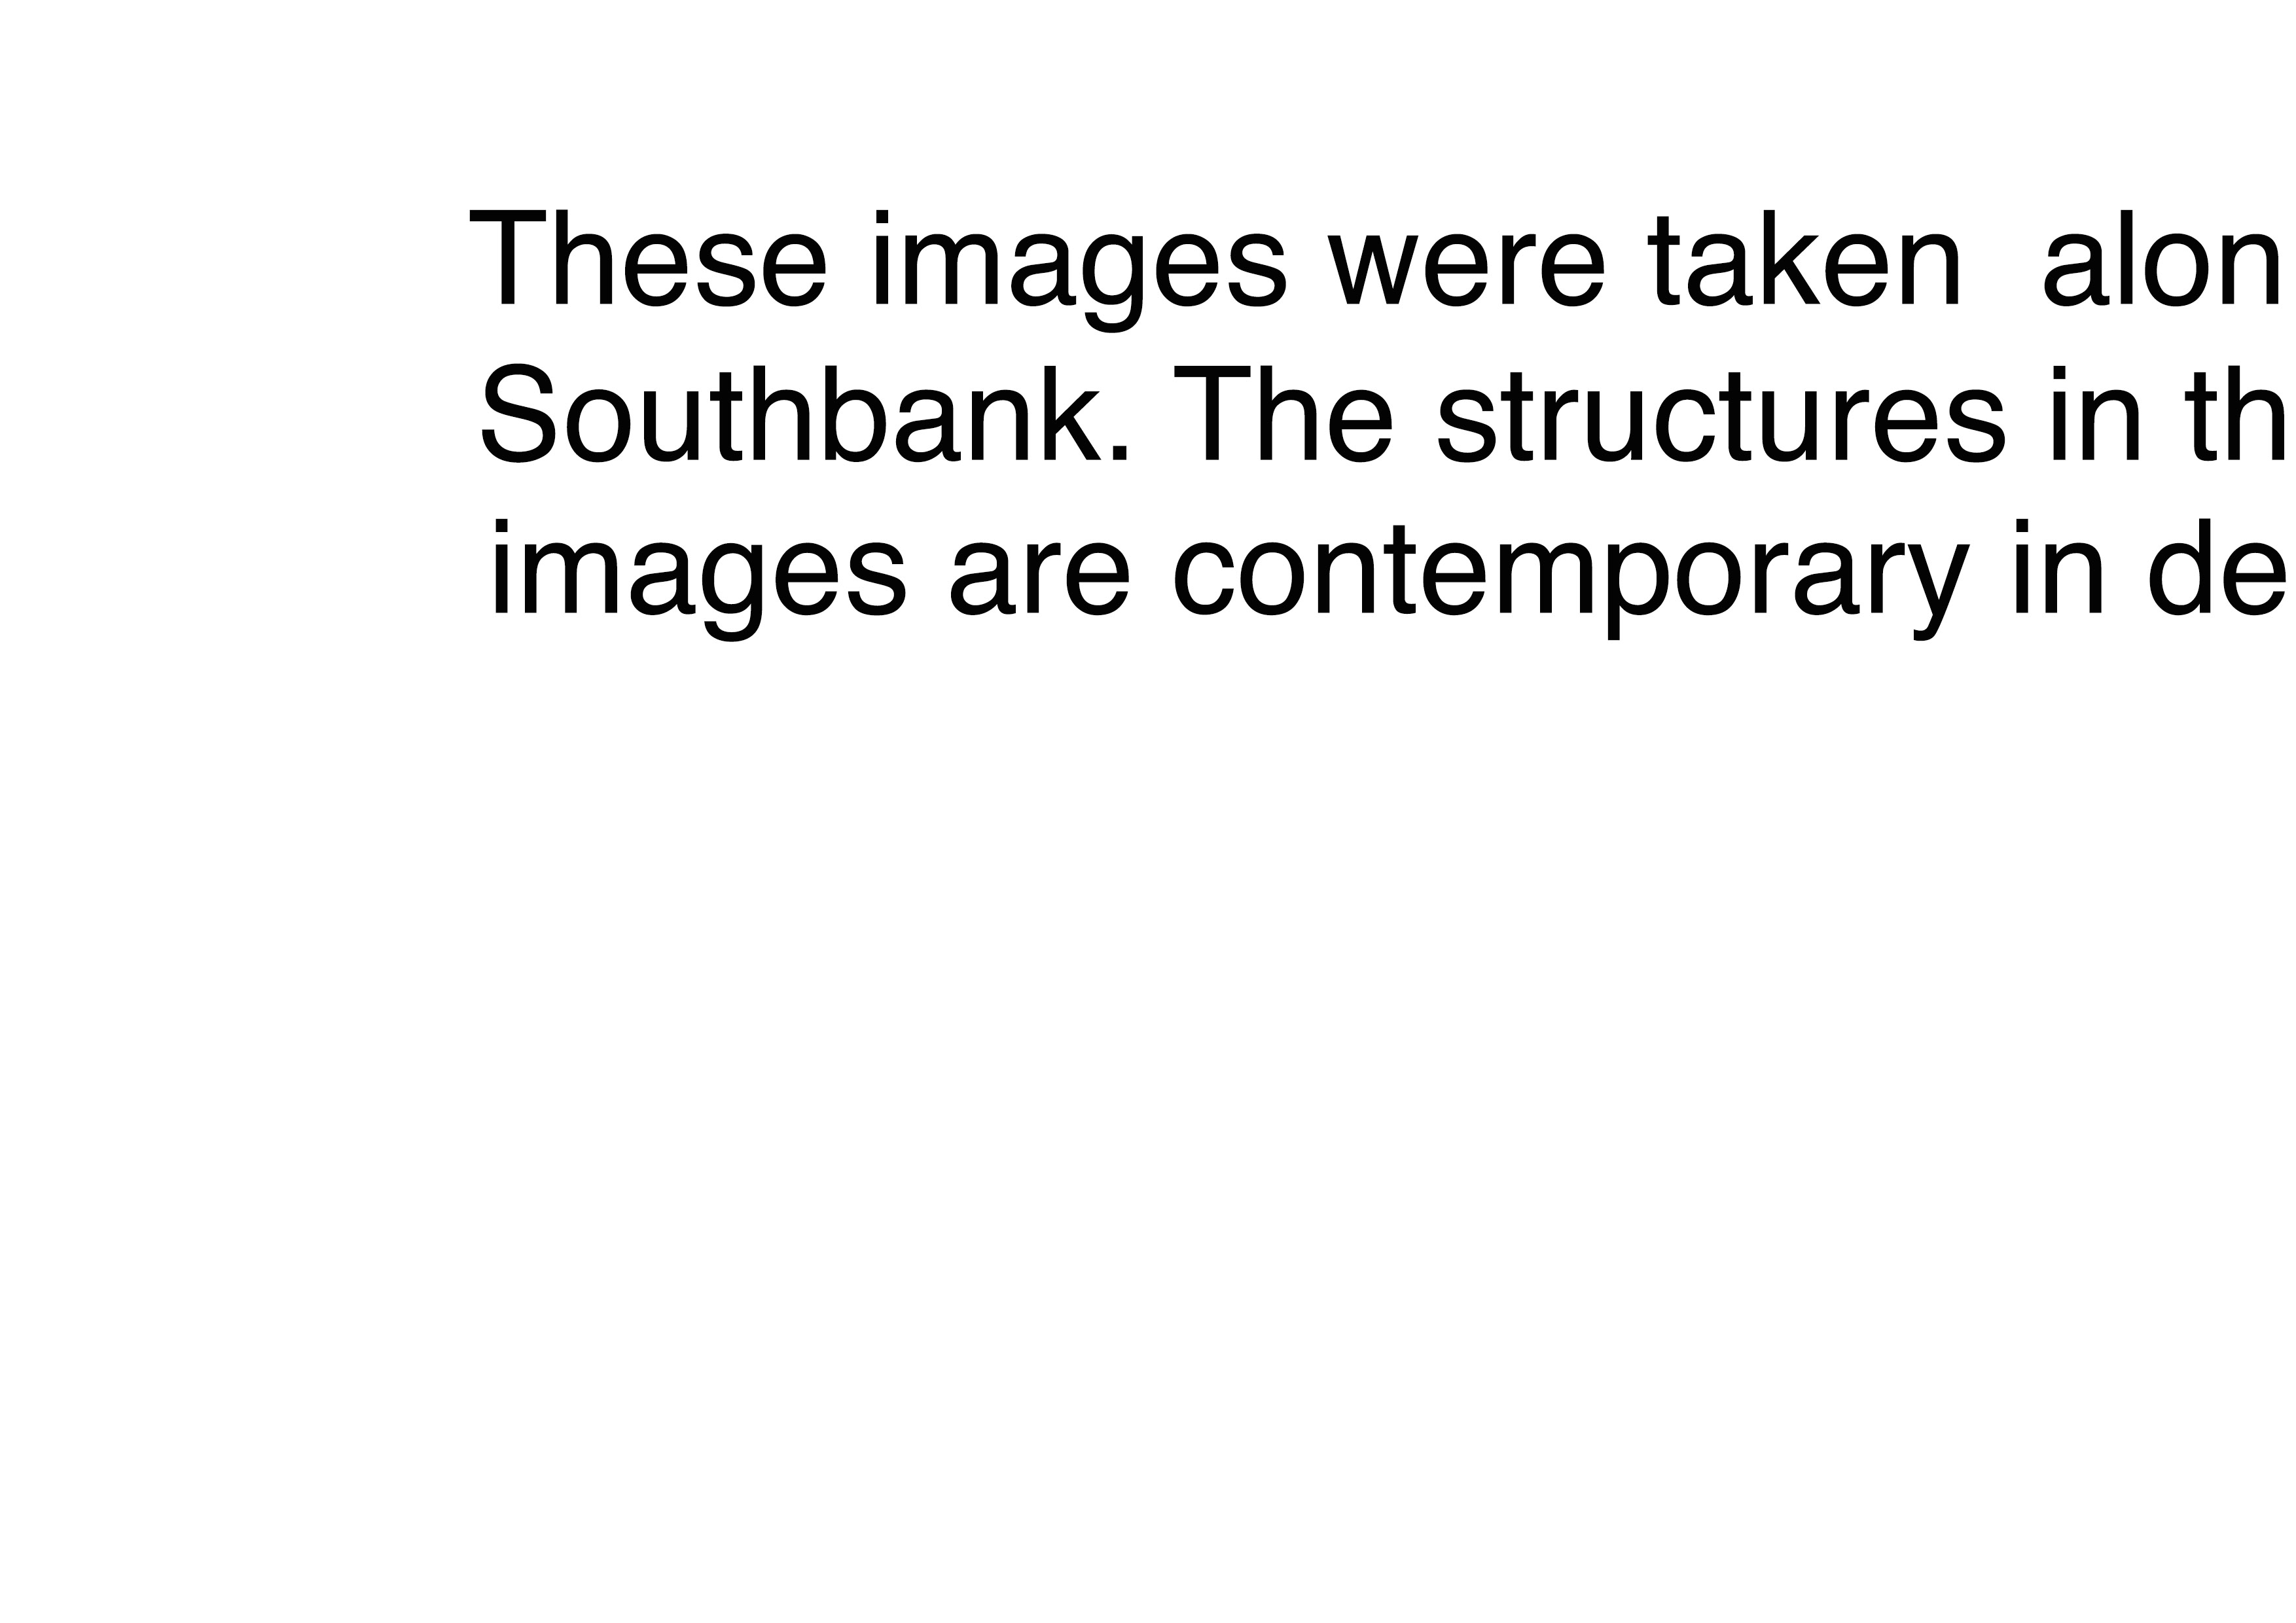 These images were taken  alon
Southbank. The structures in th
images are contemporary in de